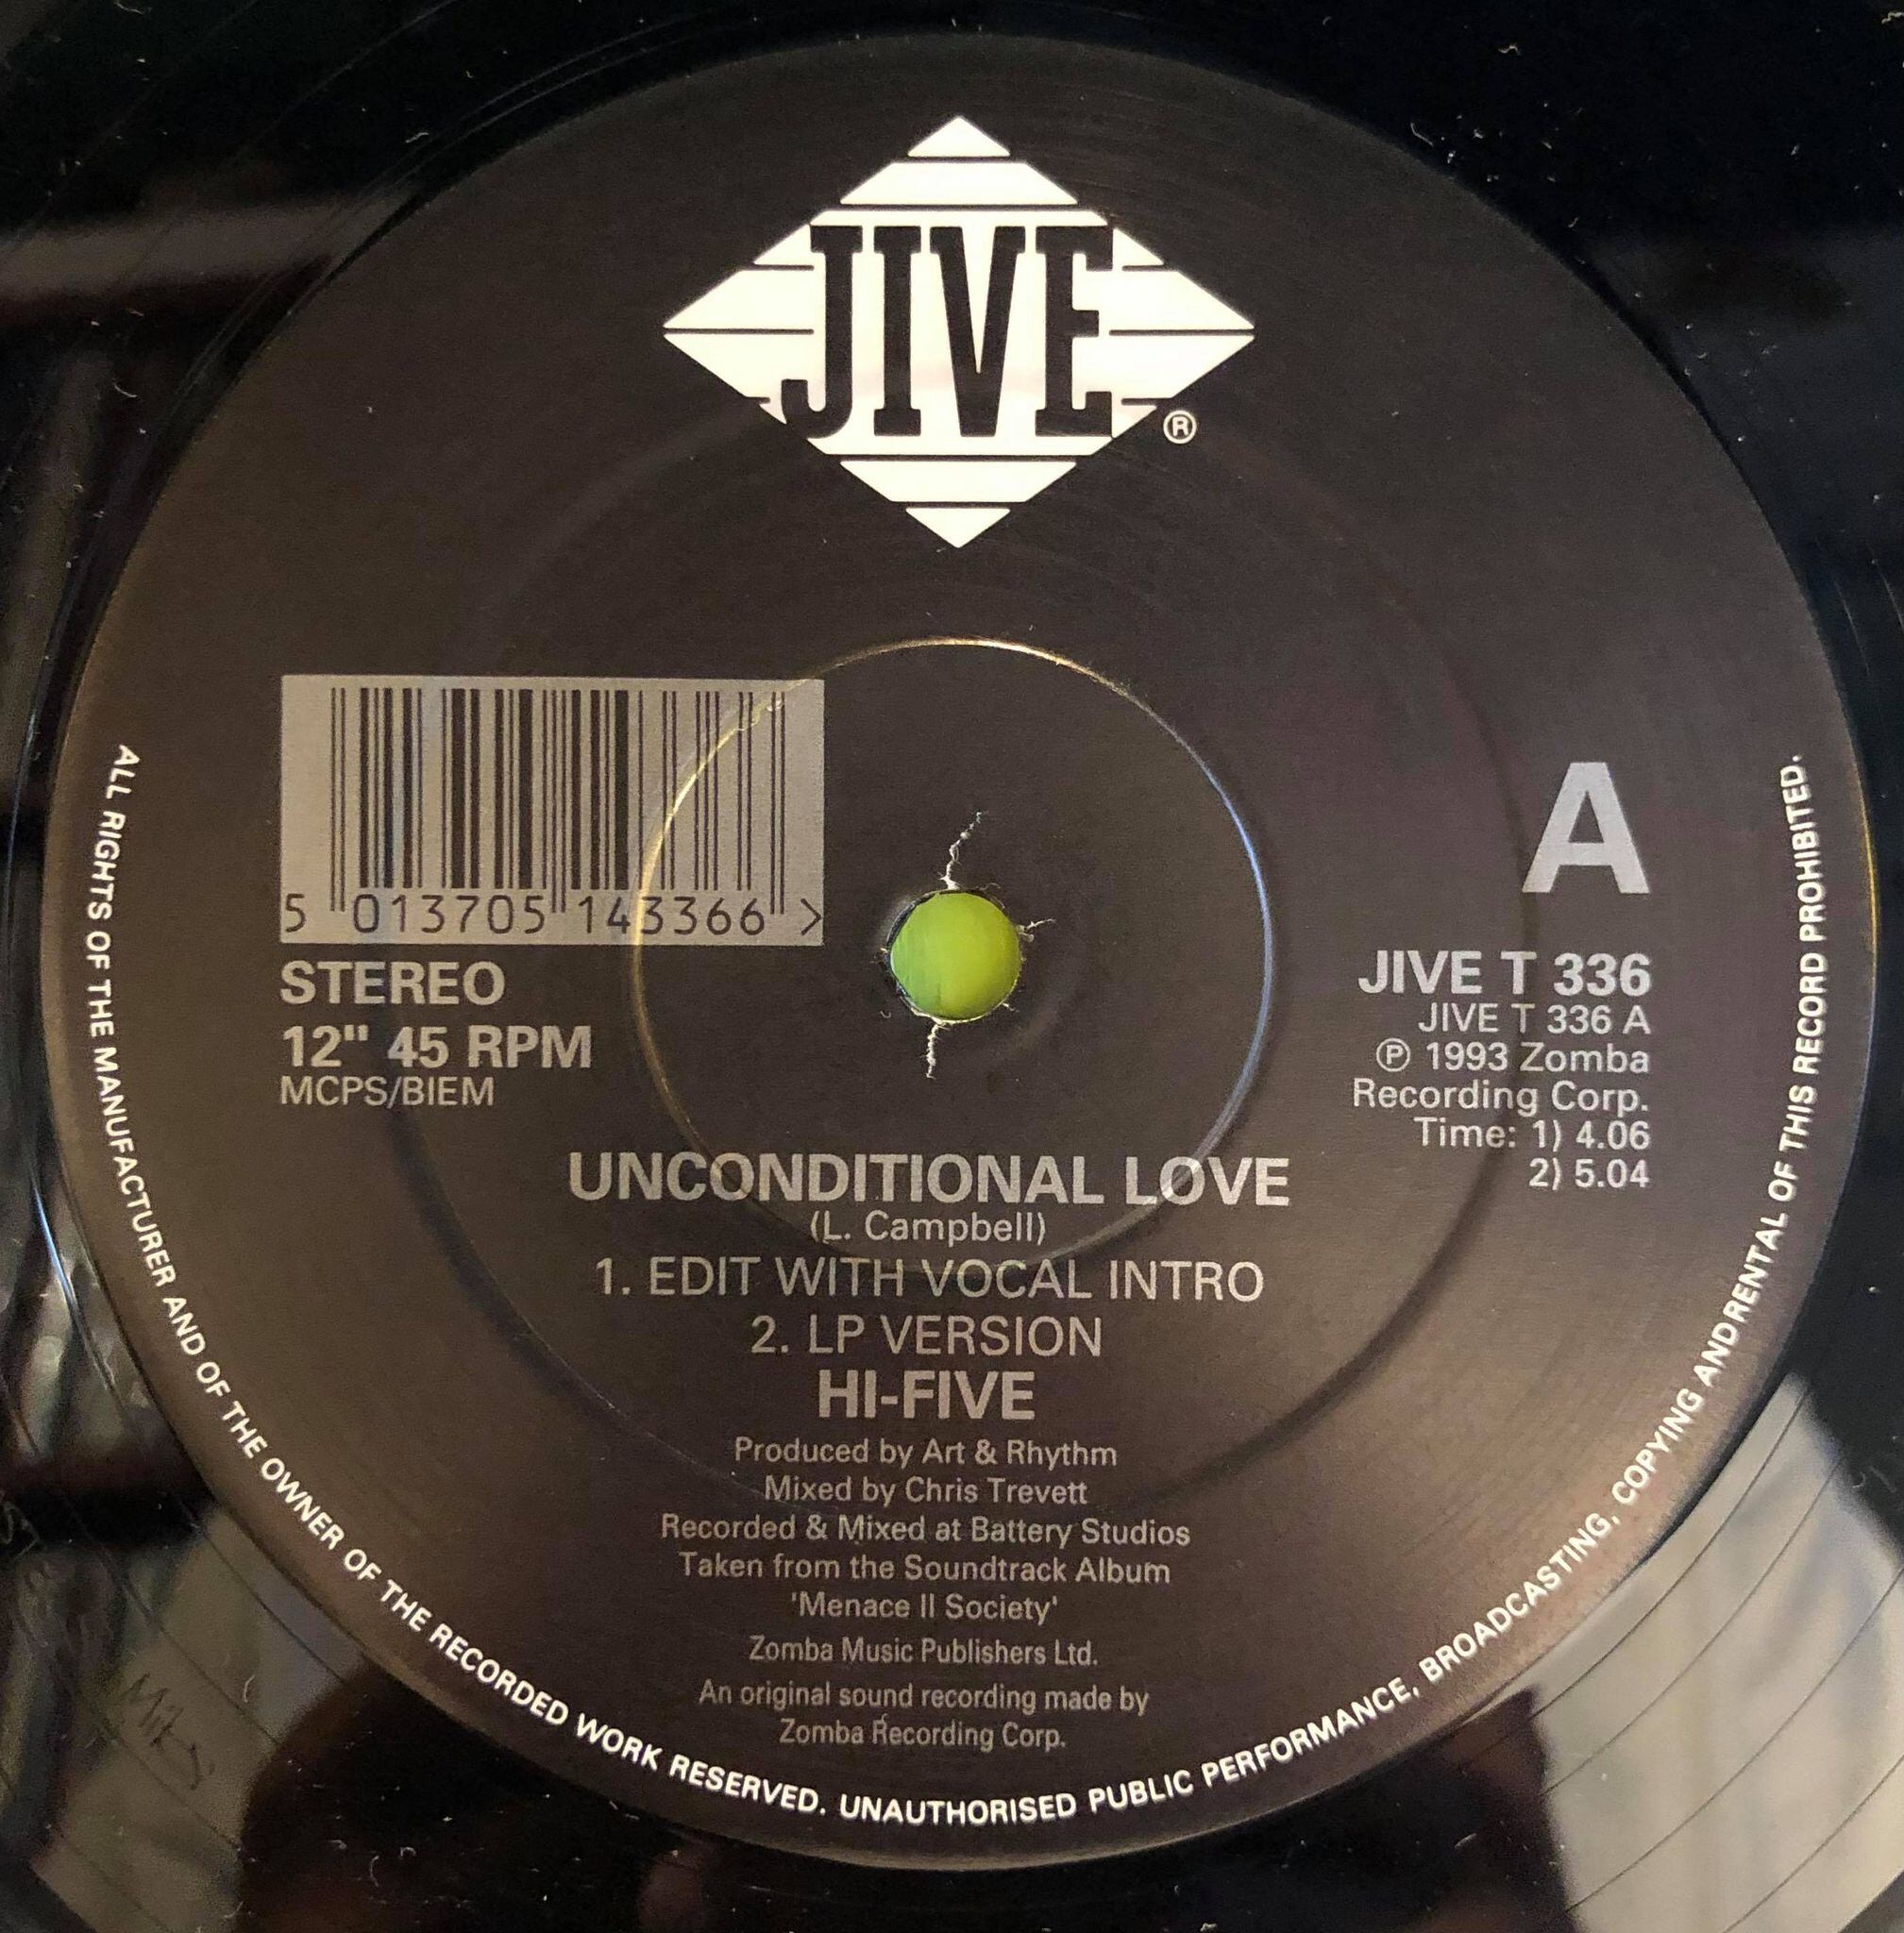 JIVE
®
5 013705 143366 >
STEREO
12" 45 RPM
MCPS/BIEM
A
JIVE T 336
JIVE T 336 A
℗ 1993 Zomba
Recording Corp.
Time: 1) 4.06
2) 5.04
UNCONDITIONAL LOVE
(L. Campbell)
1. EDIT WITH VOCAL INTRO
2. LP VERSION
HI-FIVE
Produced by Art & Rhythm
Mixed by Chris Trevett
Recorded & Mixed at Battery Studios
Taken from the Soundtrack Album
'Menace II Society'
Zomba Music Publishers Ltd.
An original sound recording made by
Zomba Recording Corp.
ALL RIGHTS OF THE MANUFACTURER AND OF THE OWNER OF THE RECORDED WORK RESERVED. UNAUTHORISED PUBLIC PERFORMANCE, BROADCASTING, COPYING AND RENTAL OF THIS RECORD PROHIBITED.